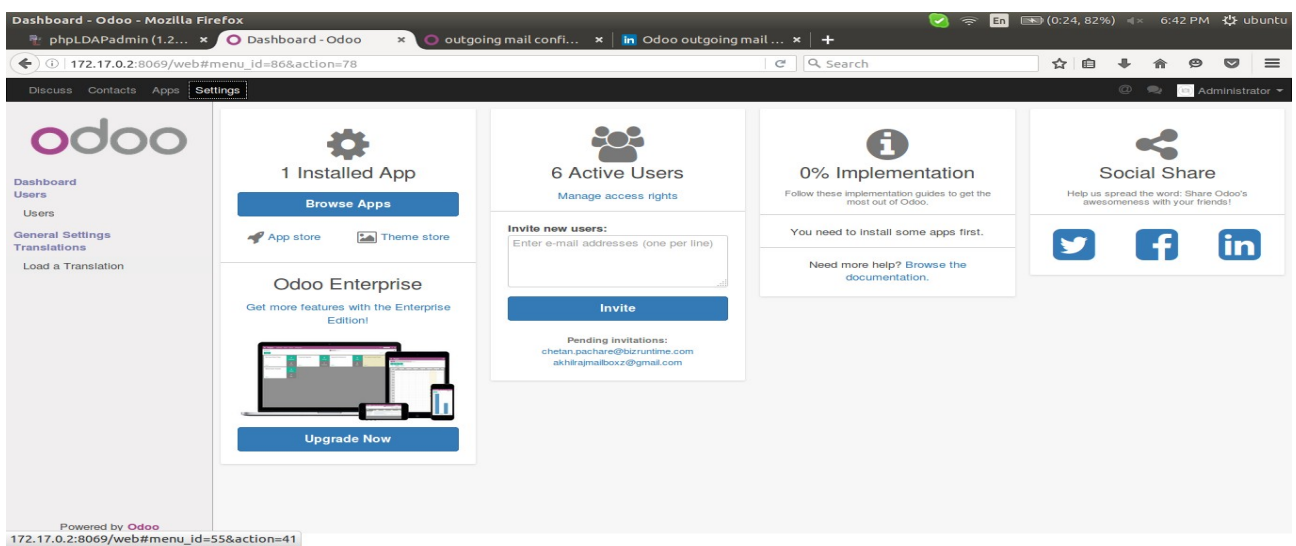 Dashboard - Odoo - Mozilla Firefox
En (0:24, 82%) 6:42 PM ubuntu
phpLDAPadmin (1.2... × Dashboard - Odoo × outgoing mail confi... × in Odoo outgoing mail ... × +
172.17.0.2:8069/web#menu_id=86&action=78
Search
Discuss Contacts Apps Settings
@ Administrator
odoo
Dashboard
Users
Users
General Settings
Translations
Load a Translation
Powered by Odoo
1 Installed App
Browse Apps
App store Theme store
Odoo Enterprise
Get more features with the Enterprise
Edition!
Upgrade Now
6 Active Users
Manage access rights
Invite new users:
Enter e-mail addresses (one per line)
Invite
Pending invitations:
chetan.pachare@bizruntime.com
akhilrajmailboxz@gmail.com
0% Implementation
Follow these implementation guides to get the
most out of Odoo.
You need to install some apps first.
Need more help? Browse the
documentation.
Social Share
Help us spread the word: Share Odoo's
awesomeness with your friends!
in
172.17.0.2:8069/web#menu_id=55&action=41